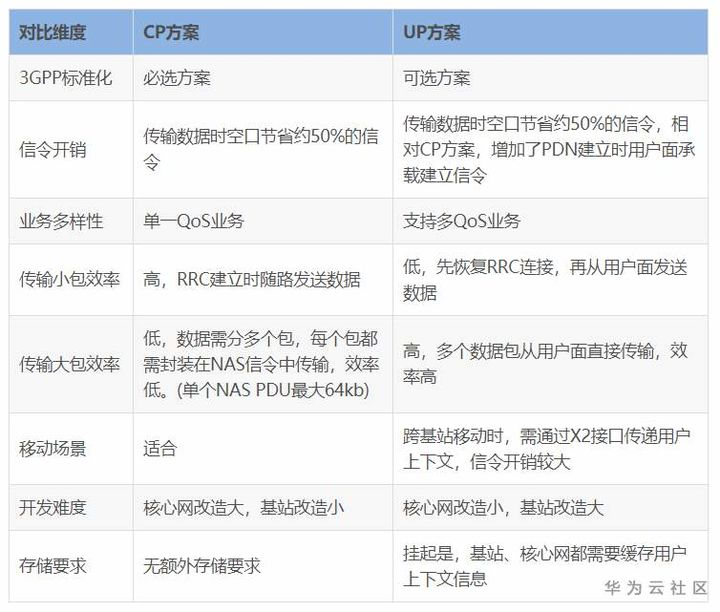 对比维度 CP方案 UP方案
3GPP标准化 必选方案 可选方案
信令开销
传输数据时空口节省约50%的信
令
传输数据时空口节省约50%的信令，相
对CP方案，增加了PDN建立时用户面承
载建立信令
业务多样性 单一QoS业务 支持多QoS业务
传输小包效率 高，RRC建立时随路发送数据
低，先恢复RRC连接，再从用户面发送
数据
传输大包效率
低，数据需分多个包，每个包都
需封装在NAS信令中传输，效率
低。(单个NAS PDU最大64kb)
高，多个数据包从用户面直接传输，效
率高
移动场景 适合
跨基站移动时，需通过X2接口传递用户
上下文，信令开销较大
开发难度 核心网改造大，基站改造小 核心网改造小，基站改造大
存储要求 无额外存储要求
挂起是，基站、核心网都需要缓存用户
上下文信息
华为云社区